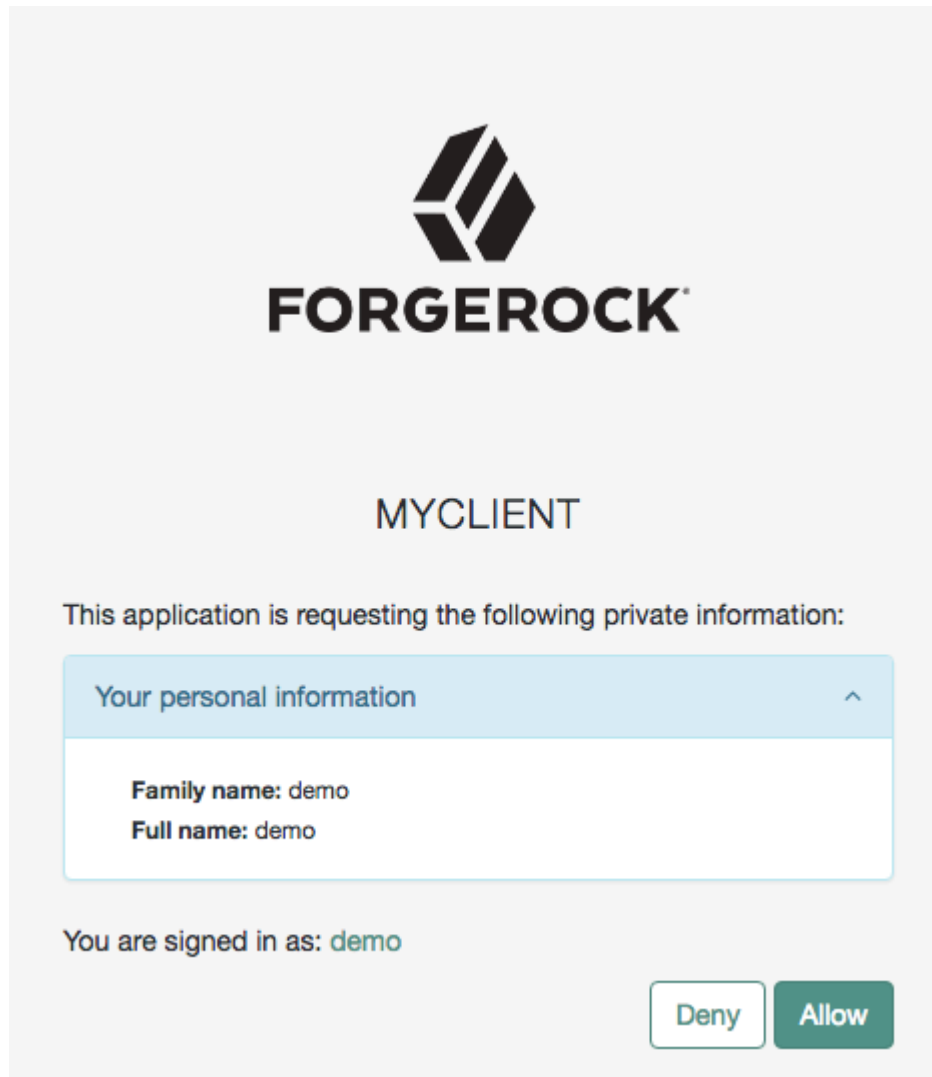 FORGEROCK
MYCLIENT
This application is requesting the following private information:
Your personal information
Family name: demo
Full name: demo
You are signed in as: demo
Deny Allow